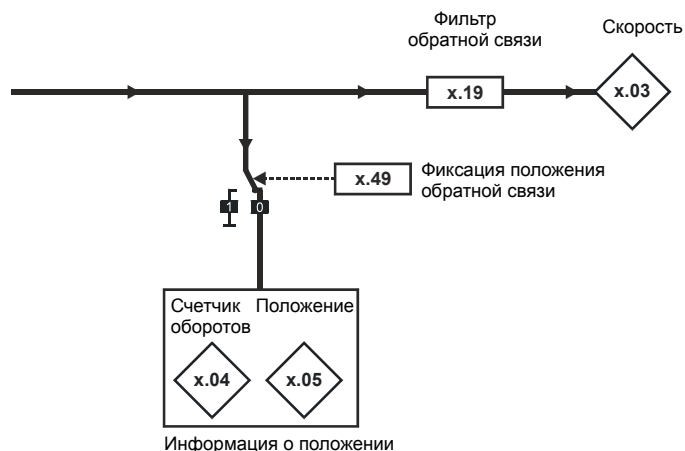 Фильтр
обратной связи
Скорость
x.19
x.03
x.49
Фиксация положения
обратной связи
1 0
Счетчик Положение
оборотов
x.04 x.05
Информация о положении